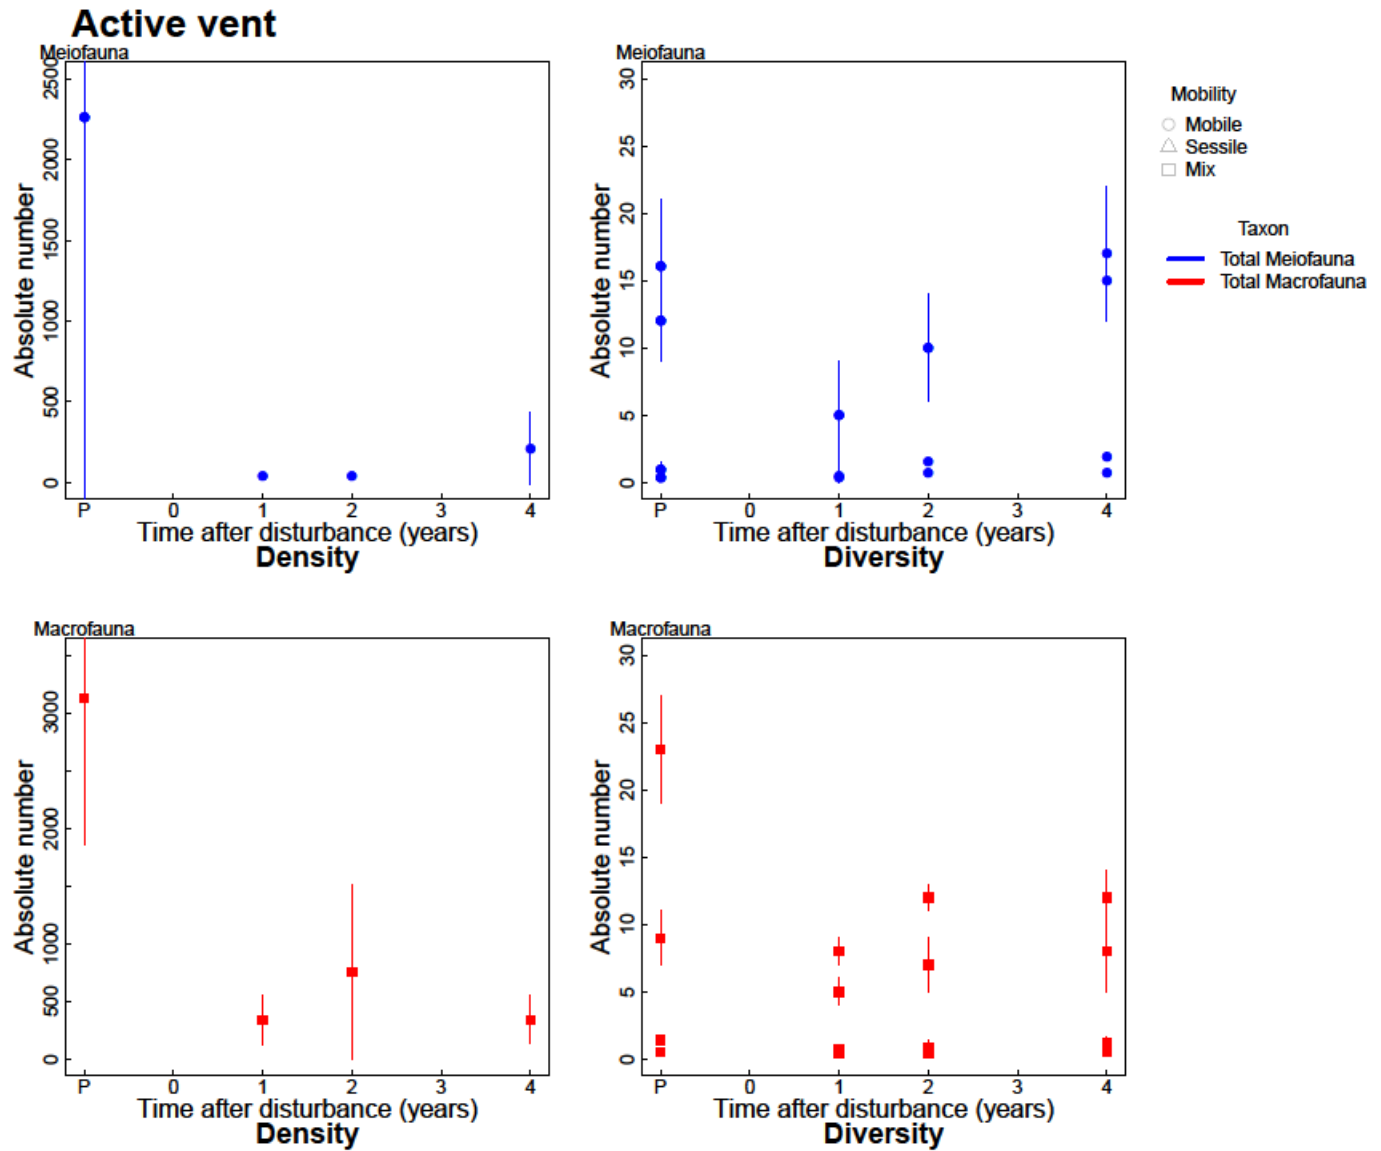 Active vent
Meiofauna
Absolute number
2500
2000
1500
1000
500
0
P 0 1 2 3 4
Time after disturbance (years)
Density
Meiofauna
Absolute number
30
25
20
15
10
5
0
P 0 1 2 3 4
Time after disturbance (years)
Diversity
Mobility
Mobile
Sessile
Mix
Taxon
Total Meiofauna
Total Macrofauna
Macrofauna
Absolute number
3000
2000
1000
500
0
P 0 1 2 3 4
Time after disturbance (years)
Density
Macrofauna
Absolute number
30
25
20
15
10
5
0
P 0 1 2 3 4
Time after disturbance (years)
Diversity